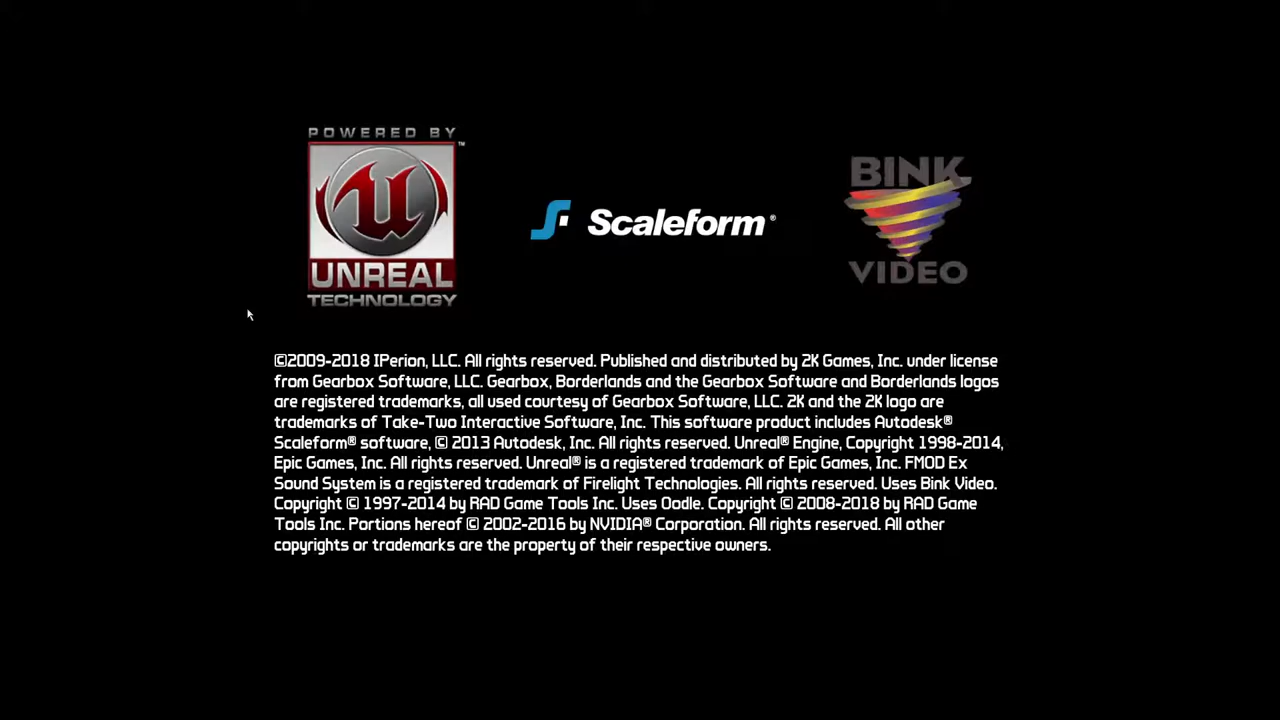 POWERED BY
UNREAL
TECHNOLOGY™
Scaleform®
BINK
VIDEO
©2009-2018 IPerion, LLC. All rights reserved. Published and distributed by 2K Games, Inc. under license
from Gearbox Software, LLC. Gearbox, Borderlands and the Gearbox Software and Borderlands logos
are registered trademarks, all used courtesy of Gearbox Software, LLC. 2K and the 2K logo are
trademarks of Take-Two Interactive Software, Inc. This software product includes Autodesk®
Scaleform® software, © 2013 Autodesk, Inc. All rights reserved. Unreal® Engine, Copyright 1998-2014,
Epic Games, Inc. All rights reserved. Unreal® is a registered trademark of Epic Games, Inc. FMOD Ex
Sound System is a registered trademark of Firelight Technologies. All rights reserved. Uses Bink Video.
Copyright © 1997-2014 by RAD Game Tools Inc. Uses Oodle. Copyright © 2008-2018 by RAD Game
Tools Inc. Portions hereof © 2002-2016 by NVIDIA® Corporation. All rights reserved. All other
copyrights or trademarks are the property of their respective owners.